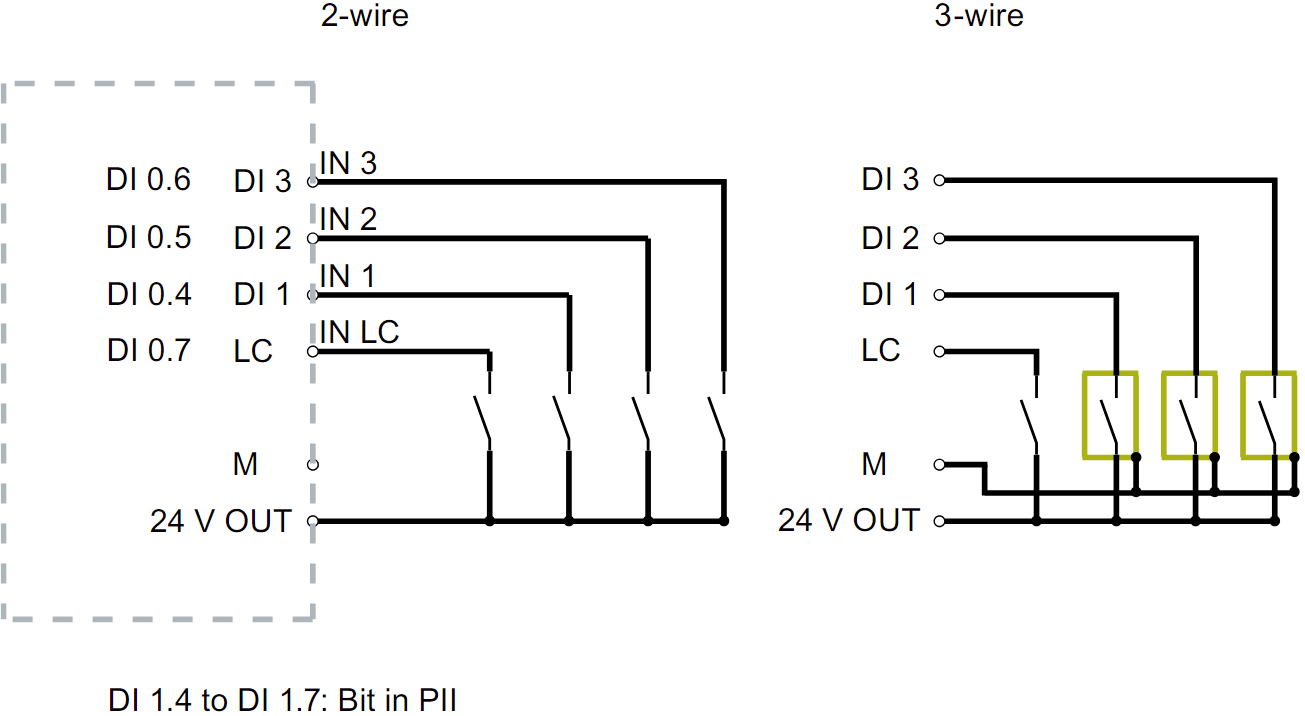 2-wire
3-wire
IN 3
DI 0.6 DI 3
DI 3
IN 2
DI 0.5 DI 2
DI 2
IN 1
DI 0.4 DI 1
DI 1
IN LC
DI 0.7 LC
LC
M
M
24 V OUT
24 V OUT
DI 1.4 to DI 1.7: Bit in PII